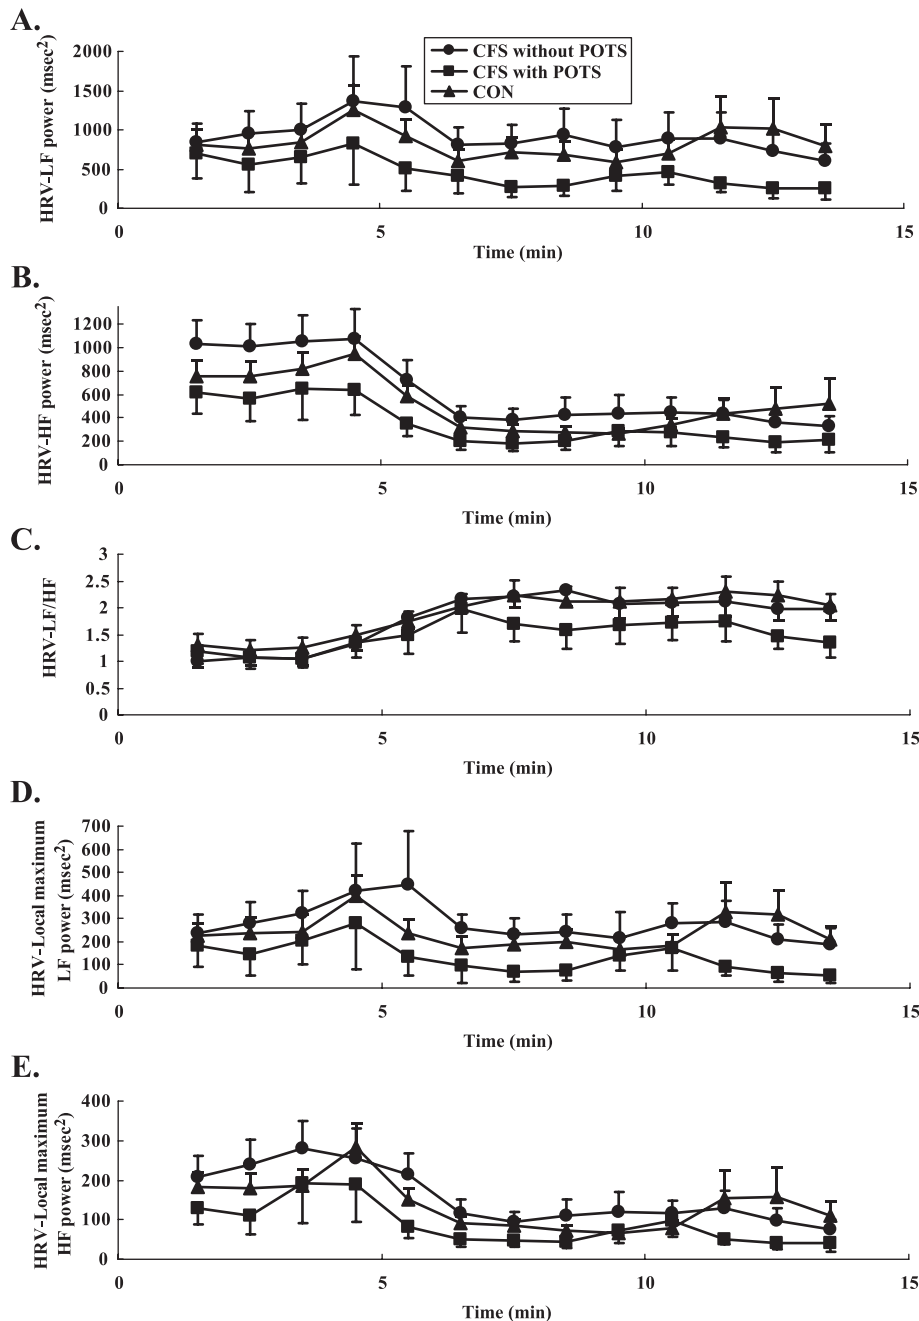 A.
HRV-LF power (msec²)
2000
1500
1000
500
0
CFS without POTS
CFS with POTS
CON
0 5 10 15
Time (min)
B.
HRV-HF power (msec²)
1200
1000
800
600
400
200
0
0 5 10 15
Time (min)
C.
HRV-LF/HF
3
2.5
2
1.5
1
0.5
0
0 5 10 15
Time (min)
D.
HRV-Local maximum
LF power (msec²)
700
600
500
400
300
200
100
0
0 5 10 15
Time (min)
E.
HRV-Local maximum
HF power (msec²)
400
300
200
100
0
0 5 10 15
Time (min)